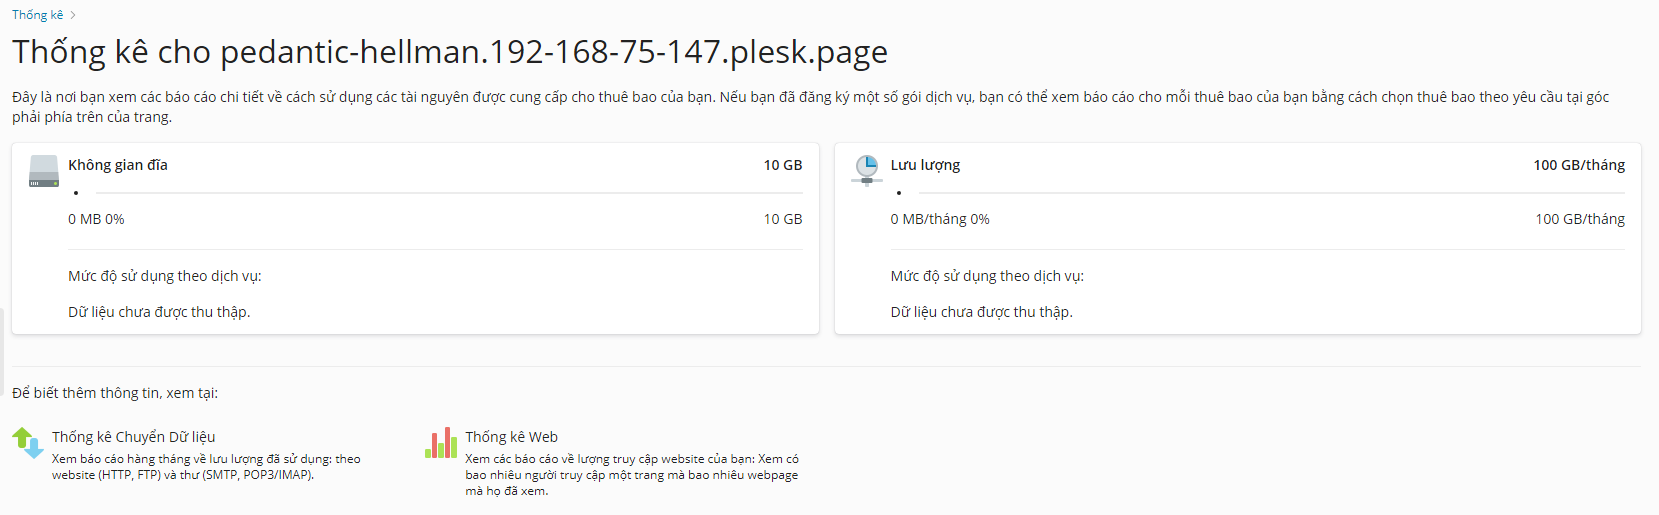 Thống kê
Thống kê cho pedantic-hellman.192-168-75-147.plesk.page
Đây là nơi bạn xem các báo cáo chi tiết về cách sử dụng các tài nguyên được cung cấp cho thuê bao của bạn. Nếu bạn đã đăng ký một số gói dịch vụ, bạn có thể xem báo cáo cho mỗi thuê bao của bạn bằng cách chọn thuê bao theo yêu cầu tại góc
phải phía trên của trang.
Không gian đĩa 10 GB
0 MB 0% 10 GB
Mức độ sử dụng theo dịch vụ:
Dữ liệu chưa được thu thập.
Lưu lượng 100 GB/tháng
0 MB/tháng 0% 100 GB/tháng
Mức độ sử dụng theo dịch vụ:
Dữ liệu chưa được thu thập.
Để biết thêm thông tin, xem tại:
Thống kê Chuyển Dữ liệu
Xem báo cáo hàng tháng về lưu lượng đã sử dụng: theo
website (HTTP, FTP) và thư (SMTP, POP3/IMAP).
Thống kê Web
Xem các báo cáo về lượng truy cập website của bạn: Xem có
bao nhiêu người truy cập một trang mà bao nhiêu webpage
mà họ đã xem.